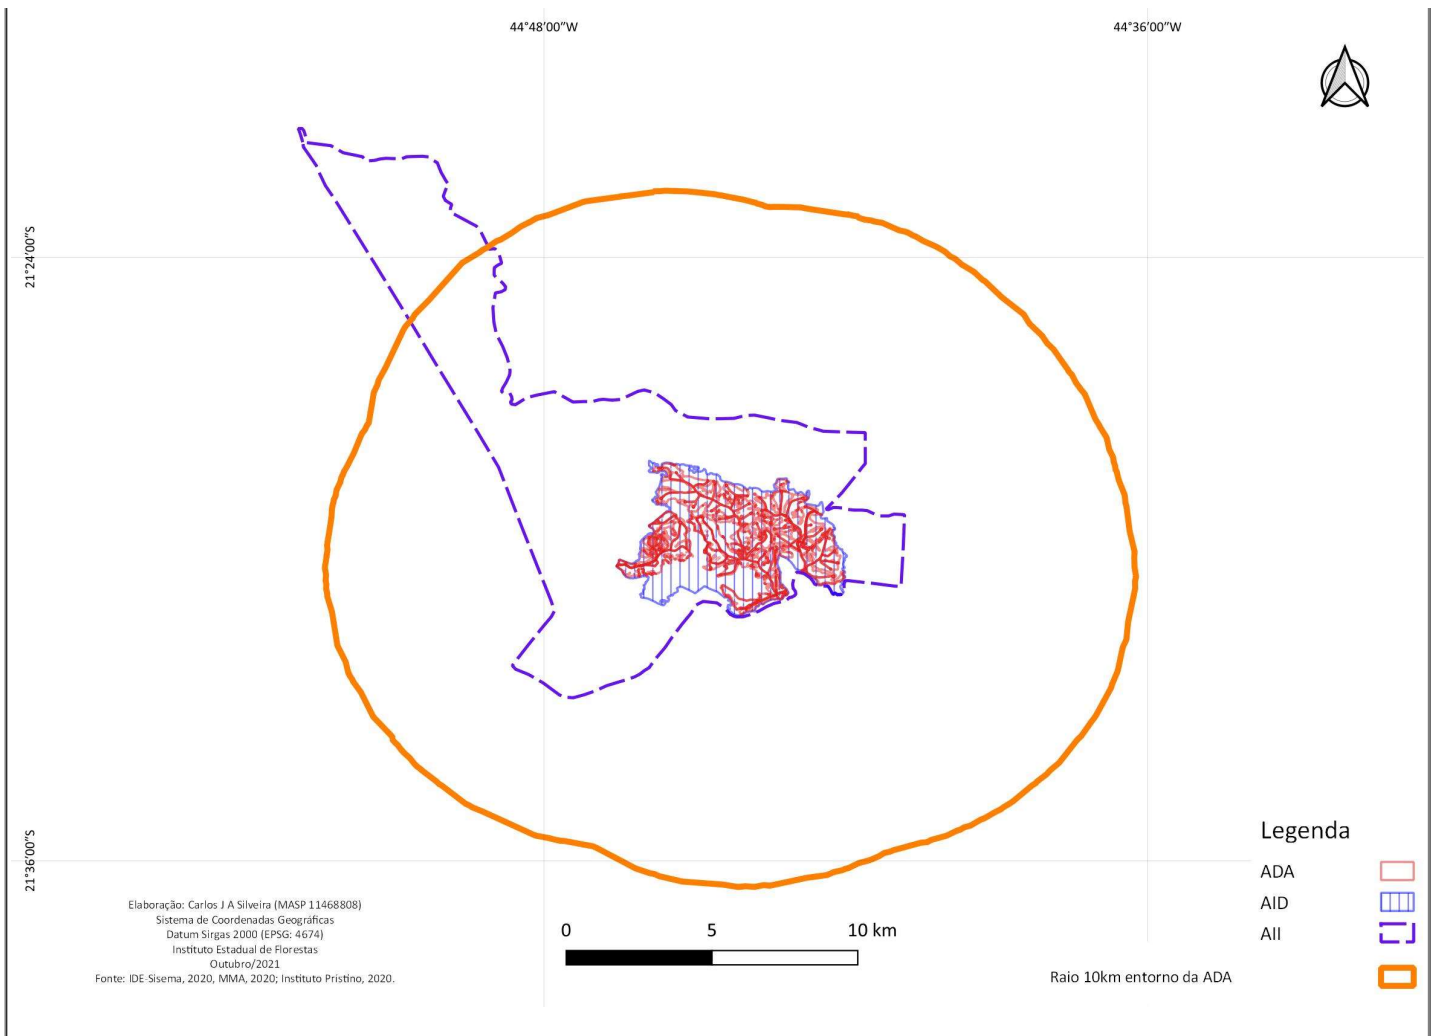 44°48'00"W
44°36'00"W
21°24'00"S
21°36'00"S
Legenda
ADA
AID
AII
Raio 10km entorno da ADA
0 5 10 km
Elaboração: Carlos J A Silveira (MASP 11468808)
Sistema de Coordenadas Geográficas
Datum Sirgas 2000 (EPSG: 4674)
Instituto Estadual de Florestas
Outubro/2021
Fonte: IDE-Sisema, 2020, MMA, 2020; Instituto Pristino, 2020.